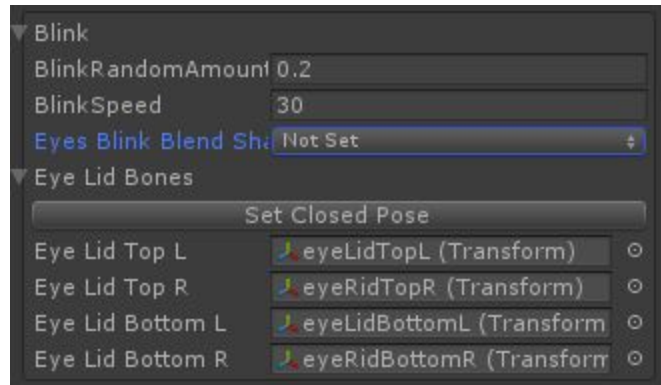 Blink
BlinkRandomAmount 0.2
BlinkSpeed 30
Eyes Blink Blend Sha Not Set
Eye Lid Bones
Set Closed Pose
Eye Lid Top L eyeLidTopL (Transform)
Eye Lid Top R eyeRidTopR (Transform)
Eye Lid Bottom L eyeLidBottomL (Transform
Eye Lid Bottom R eyeRidBottomR (Transform